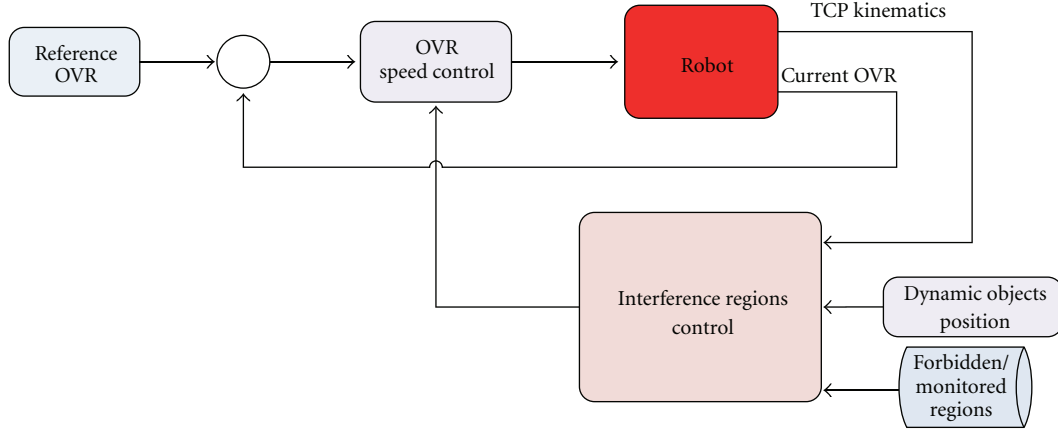 TCP kinematics
Reference
OVR
OVR
speed control
Robot
Current OVR
Interference regions
control
Dynamic objects
position
Forbidden/
monitored
regions